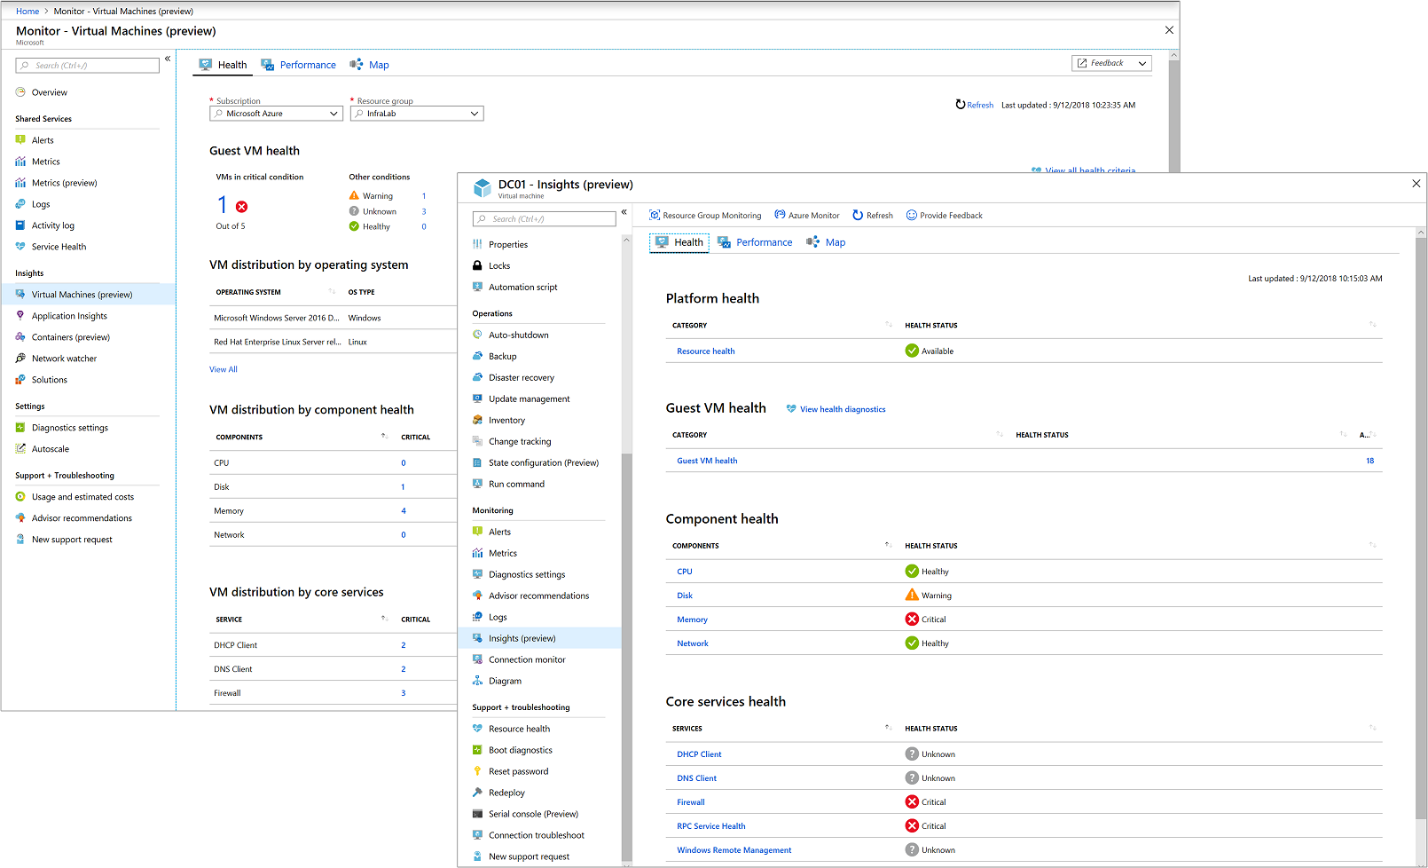 Home > Monitor - Virtual Machines (preview)
Monitor - Virtual Machines (preview)
Microsoft
Search (Ctrl+/)
«
Overview
Shared Services
Alerts
Metrics
Metrics (preview)
Logs
Activity log
Service Health
Insights
Virtual Machines (preview)
Application Insights
Containers (preview)
Network watcher
Solutions
Settings
Diagnostics settings
Autoscale
Support + Troubleshooting
Usage and estimated costs
Advisor recommendations
New support request
Health Performance Map
Feedback
* Subscription * Resource group
Microsoft Azure InfraLab
Refresh Last updated : 9/12/2018 10:23:35 AM
Guest VM health
View all health criteria
VMs in critical condition Other conditions
1
Out of 5
Warning 1
Unknown 3
Healthy 0
VM distribution by operating system
OPERATING SYSTEM OS TYPE
Microsoft Windows Server 2016 D... Windows
Red Hat Enterprise Linux Server rel... Linux
View All
VM distribution by component health
COMPONENTS CRITICAL
CPU 0
Disk 1
Memory 4
Network 0
VM distribution by core services
SERVICE CRITICAL
DHCP Client 2
DNS Client 2
Firewall 3
DC01 - Insights (preview)
Virtual machine
Search (Ctrl+/)
«
Properties
Locks
Automation script
Operations
Auto-shutdown
Backup
Disaster recovery
Update management
Inventory
Change tracking
State configuration (Preview)
Run command
Monitoring
Alerts
Metrics
Diagnostics settings
Advisor recommendations
Logs
Insights (preview)
Connection monitor
Diagram
Support + troubleshooting
Resource health
Boot diagnostics
Reset password
Redeploy
Serial console (Preview)
Connection troubleshoot
New support request
Resource Group Monitoring Azure Monitor Refresh Provide Feedback
Health Performance Map
Last updated : 9/12/2018 10:15:03 AM
Platform health
CATEGORY HEALTH STATUS
Resource health Available
Guest VM health View health diagnostics
CATEGORY HEALTH STATUS A...
Guest VM health 18
Component health
COMPONENTS HEALTH STATUS
CPU Healthy
Disk Warning
Memory Critical
Network Healthy
Core services health
SERVICES HEALTH STATUS
DHCP Client Unknown
DNS Client Unknown
Firewall Critical
RPC Service Health Critical
Windows Remote Management Unknown